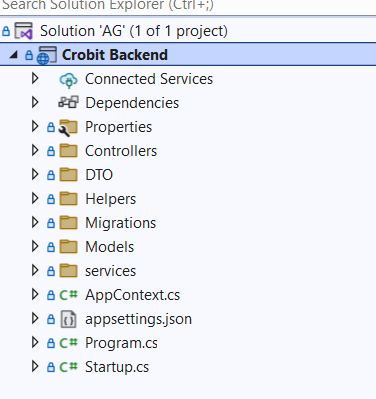 Search Solution Explorer (Ctrl+;)
Solution 'AG' (1 of 1 project)
Crobit Backend
Connected Services
Dependencies
Properties
Controllers
DTO
Helpers
Migrations
Models
services
C# AppContext.cs
appsettings.json
C# Program.cs
C# Startup.cs